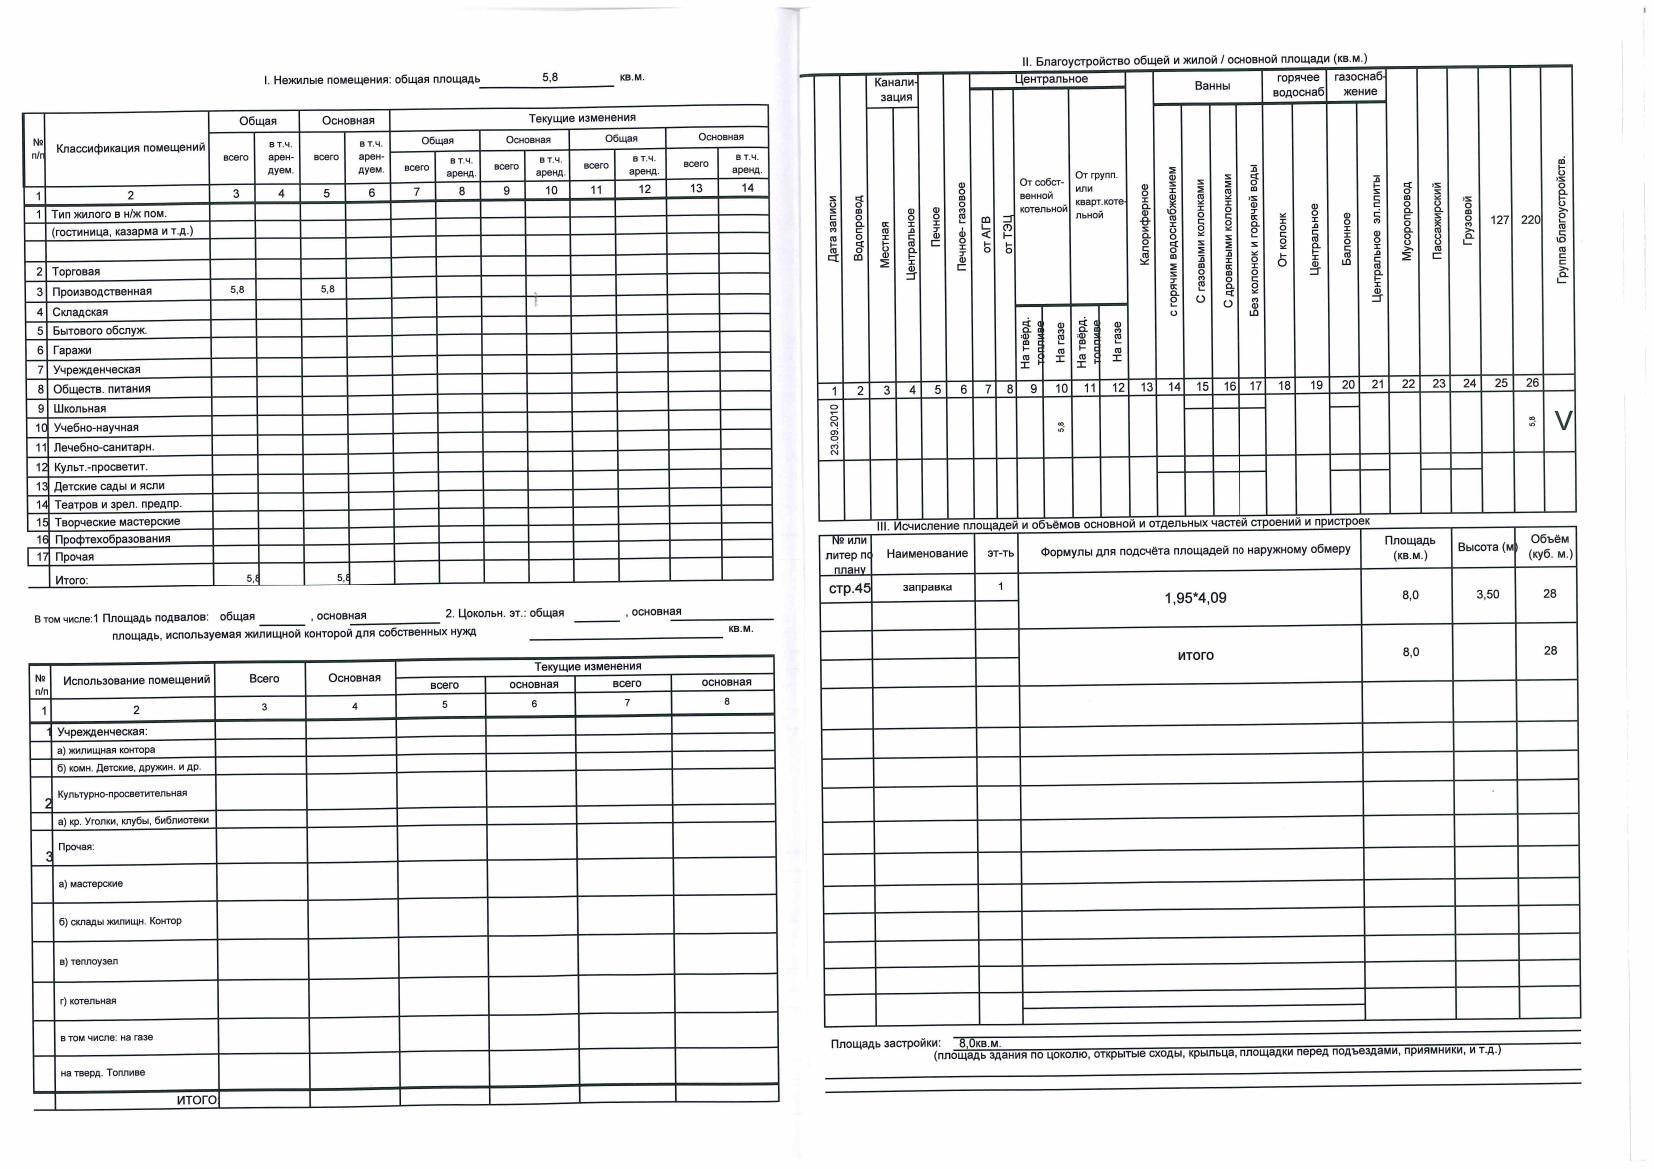 I. Нежилые помещения: общая площадь 5,8 кв.м.
№ п/п Классификация помещений Общая Основная Текущие изменения
Общая Основная Общая Основная
всего в т.ч. арен- дуем. всего в т.ч. арен- дуем. всего в т.ч. аренд. всего в т.ч. аренд. всего в т.ч. аренд. всего в т.ч. аренд.
1 2 3 4 5 6 7 8 9 10 11 12 13 14
1 Тип жилого в н/ж пом.
(гостиница, казарма и т.д.)
2 Торговая
3 Производственная 5,8 5,8
4 Складская
5 Бытового обслуж.
6 Гаражи
7 Учрежденческая
8 Обществ. питания
9 Школьная
10 Учебно-научная
11 Лечебно-санитарн.
12 Культ.-просветит.
13 Детские сады и ясли
14 Театров и зрел. предпр.
15 Творческие мастерские
16 Профтехобразования
17 Прочая
Итого: 5,8 5,8
В том числе:1 Площадь подвалов: общая , основная 2. Цокольн. эт.: общая , основная
площадь, используемая жилищной конторой для собственных нужд кв.м.
№ п/п Использование помещений Всего Основная Текущие изменения
всего основная всего основная
1 2 3 4 5 6 7 8
1 Учрежденческая:
а) жилищная контора
б) комн. Детские, дружин. и др.
2 Культурно-просветительная
а) кр. Уголки, клубы, библиотеки
3 Прочая:
а) мастерские
б) склады жилищн. Контор
в) теплоузел
г) котельная
в том числе: на газе
на тверд. Топливе
ИТОГО
II. Благоустройство общей и жилой / основной площади (кв.м.)
Дата записи
Водопровод
Канали- зация
Местная
Центральное
Печное
Печное- газовое
Центральное
от АГВ
от ТЭЦ
От собст- венной котельной
На твёрд. топливе
На газе
От групп. или кварт.коте- льной
На твёрд. топливе
На газе
Калориферное
Ванны
с горячим водоснабжением
С газовыми колонками
С дровяными колонками
Без колонок и горячей воды
горячее водоснаб
От колонк
Центральное
газоснаб- жение
Балонное
Центральное эл.плиты
Мусоропровод
Пассажирский
Грузовой
127
220
Группа благоустройств.
1 2 3 4 5 6 7 8 9 10 11 12 13 14 15 16 17 18 19 20 21 22 23 24 25 26
23.09.2010 5,8 5,8 V
III. Исчисление площадей и объёмов основной и отдельных частей строений и пристроек
№ или литер по плану Наименование эт-ть Формулы для подсчёта площадей по наружному обмеру Площадь (кв.м.) Высота (м) Объём (куб. м.)
стр.45 заправка 1 1,95*4,09 8,0 3,50 28
ИТОГО 8,0 28
Площадь застройки: 8,0кв.м.
(площадь здания по цоколю, открытые сходы, крыльца, площадки перед подъездами, приямники, и т.д.)